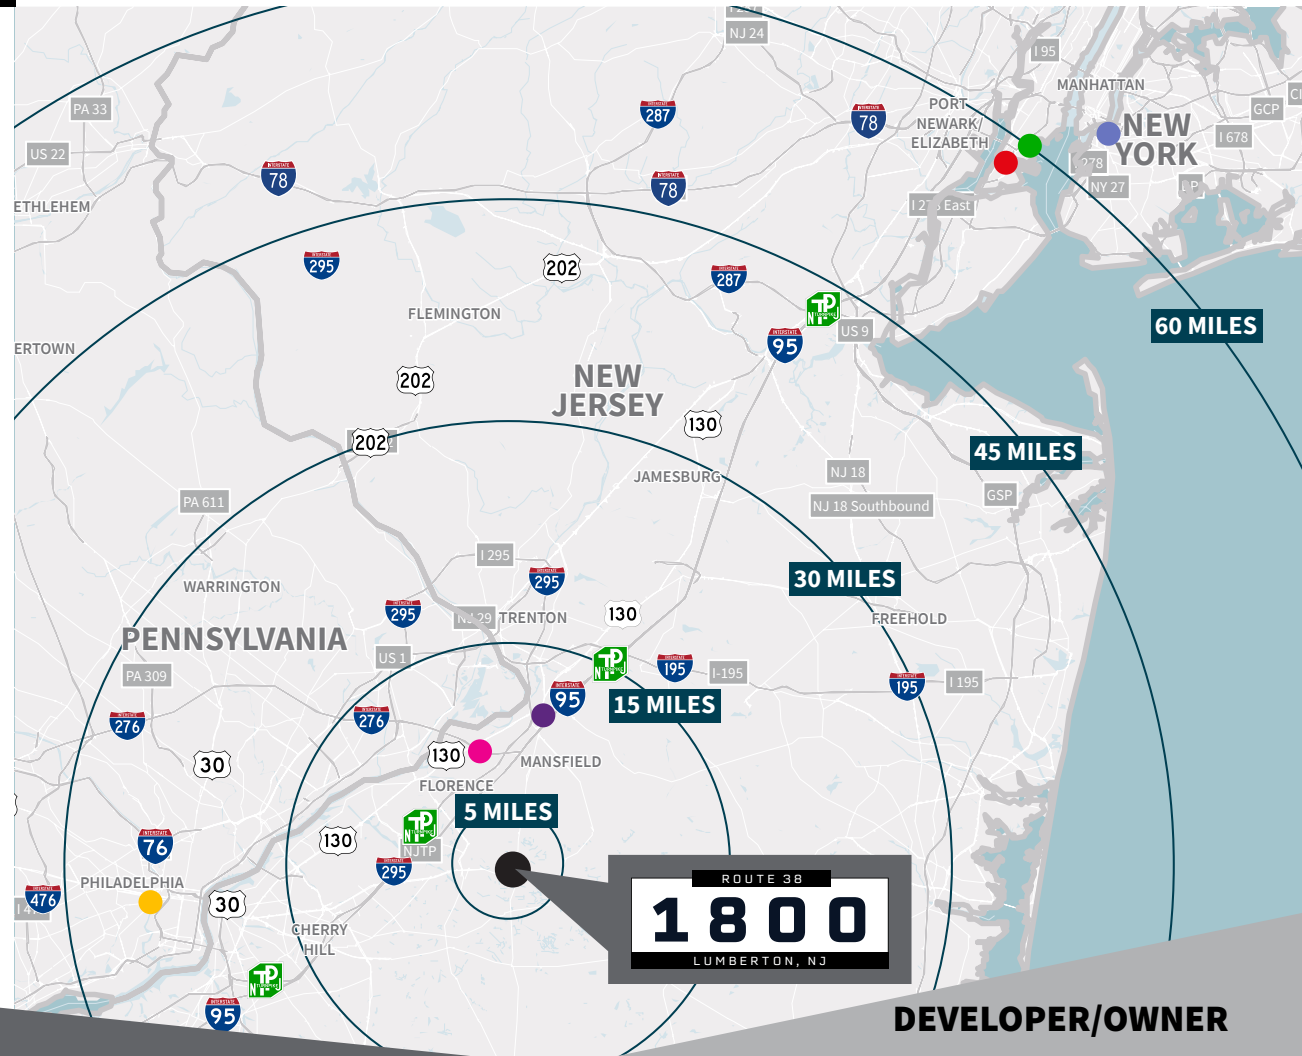 NJ 24
I 95
MANHATTAN
PA 33
287
78
PORT
NEWARK/
ELIZABETH
GCP
NEW
YORK
I 678
US 22
278
NY 27
78
78
ETHLEHEM
East
295
202
287
TP
FLEMINGTON
60 MILES
US 9
95
ERTOWN
202
NEW
JERSEY
130
202
45 MILES
JAMESBURG
NJ 18
GSP
PA 611
NJ 18 Southbound
I 295
295
30 MILES
WARRINGTON
295
TRENTON
130
FREEHOLD
PENNSYLVANIA
US 1
TP
195
I-195
PA 309
195
I 195
95
15 MILES
276
276
130
30
MANSFIELD
FLORENCE
5 MILES
TP
130
76
NJTP
295
ROUTE 38
1800
LUMBERTON, NJ
PHILADELPHIA
476
30
CHERRY
HILL
TP
95
DEVELOPER/OWNER